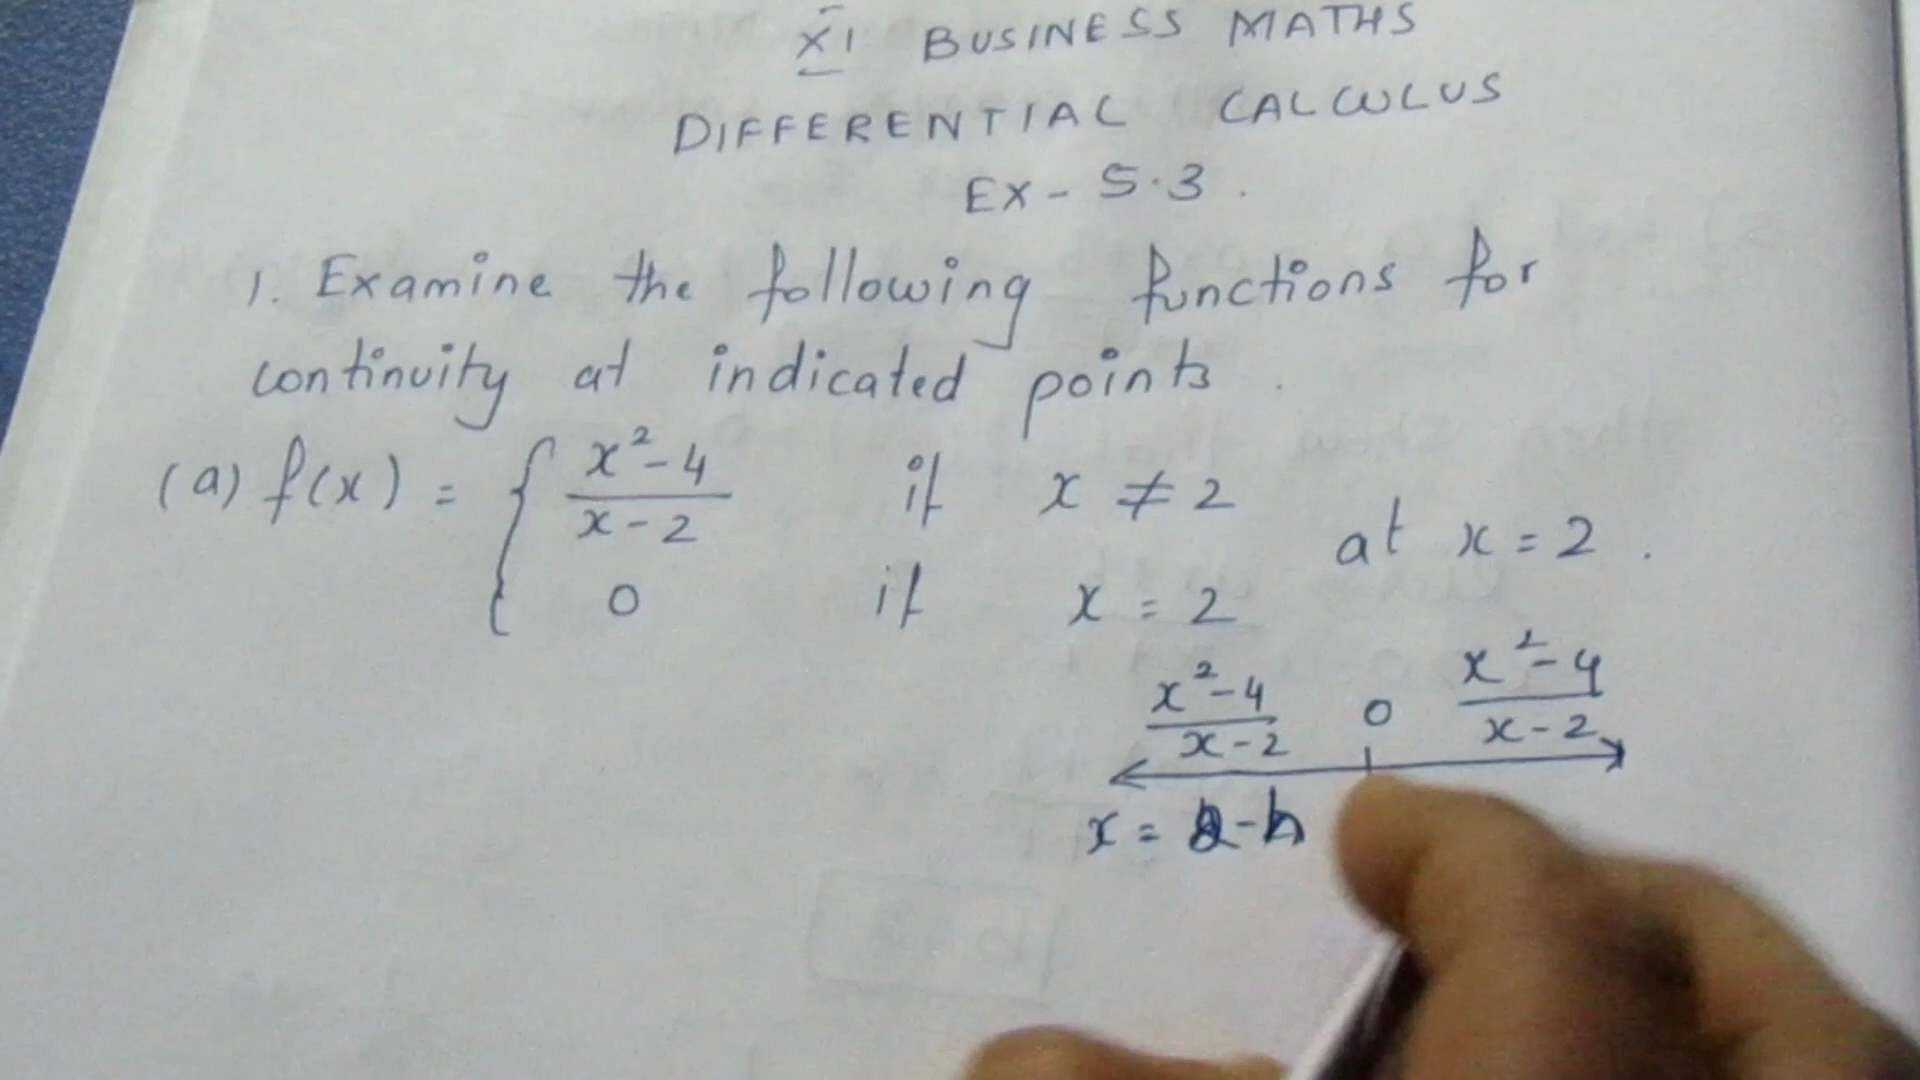 XI BUSINESS MATHS
DIFFERENTIAL CALCULUS
EX - 5.3.
1. Examine the following functions for
continuity at indicated points.
(a) f(x) = { (x² - 4)/(x - 2) if x ≠ 2
0 if x = 2
at x = 2.
(x² - 4)/(x - 2) 0 (x² - 4)/(x - 2)
x = 2-h